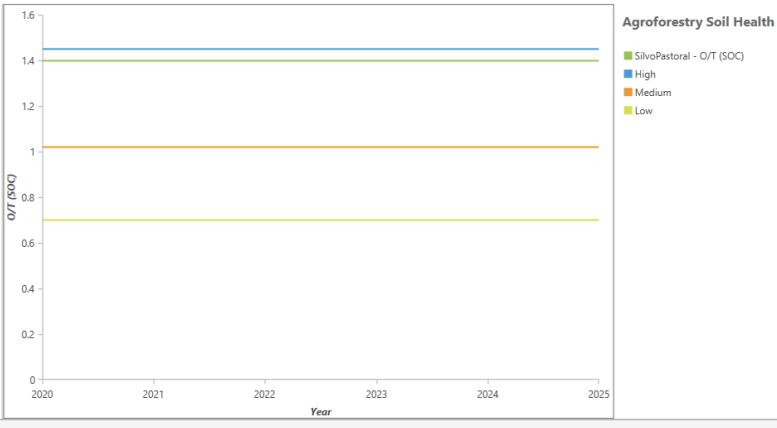 Agroforestry Soil Health
SilvoPastoral - O/T (SOC)
High
Medium
Low
O/T (SOC)
1.6
1.4
1.2
1
0.8
0.6
0.4
0.2
0
2020 2021 2022 2023 2024 2025
Year